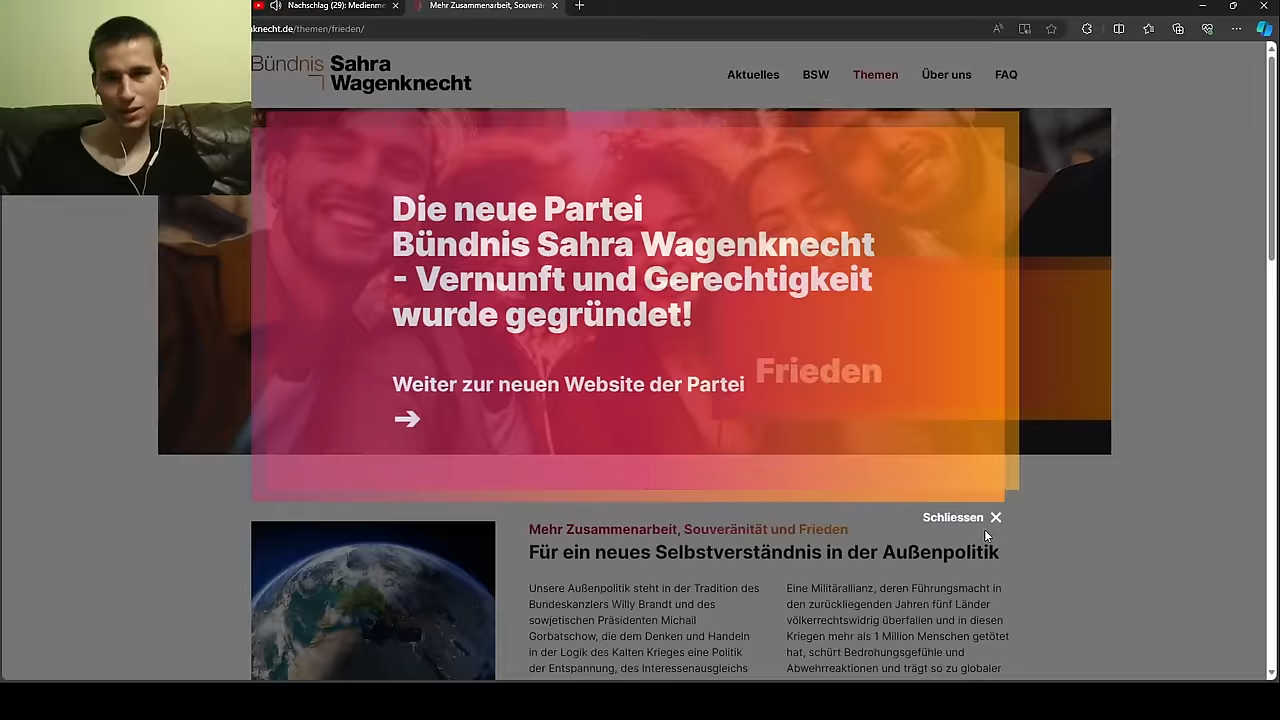 Nachschlag (29): Medienme
Mehr Zusammenarbeit, Souverän
knecht.de/themen/frieden/
Bündnis Sahra
Wagenknecht
Aktuelles BSW Themen Über uns FAQ
Die neue Partei
Bündnis Sahra Wagenknecht
- Vernunft und Gerechtigkeit
wurde gegründet!
Frieden
Weiter zur neuen Website der Partei
Schliessen
Mehr Zusammenarbeit, Souveränität und Frieden
Für ein neues Selbstverständnis in der Außenpolitik
Unsere Außenpolitik steht in der Tradition des
Bundeskanzlers Willy Brandt und des
sowjetischen Präsidenten Michail
Gorbatschow, die dem Denken und Handeln
in der Logik des Kalten Krieges eine Politik
der Entspannung, des Interessenausgleichs
Eine Militärallianz, deren Führungsmacht in
den zurückliegenden Jahren fünf Länder
völkerrechtswidrig überfallen und in diesen
Kriegen mehr als 1 Million Menschen getötet
hat, schürt Bedrohungsgefühle und
Abwehrreaktionen und trägt so zu globaler